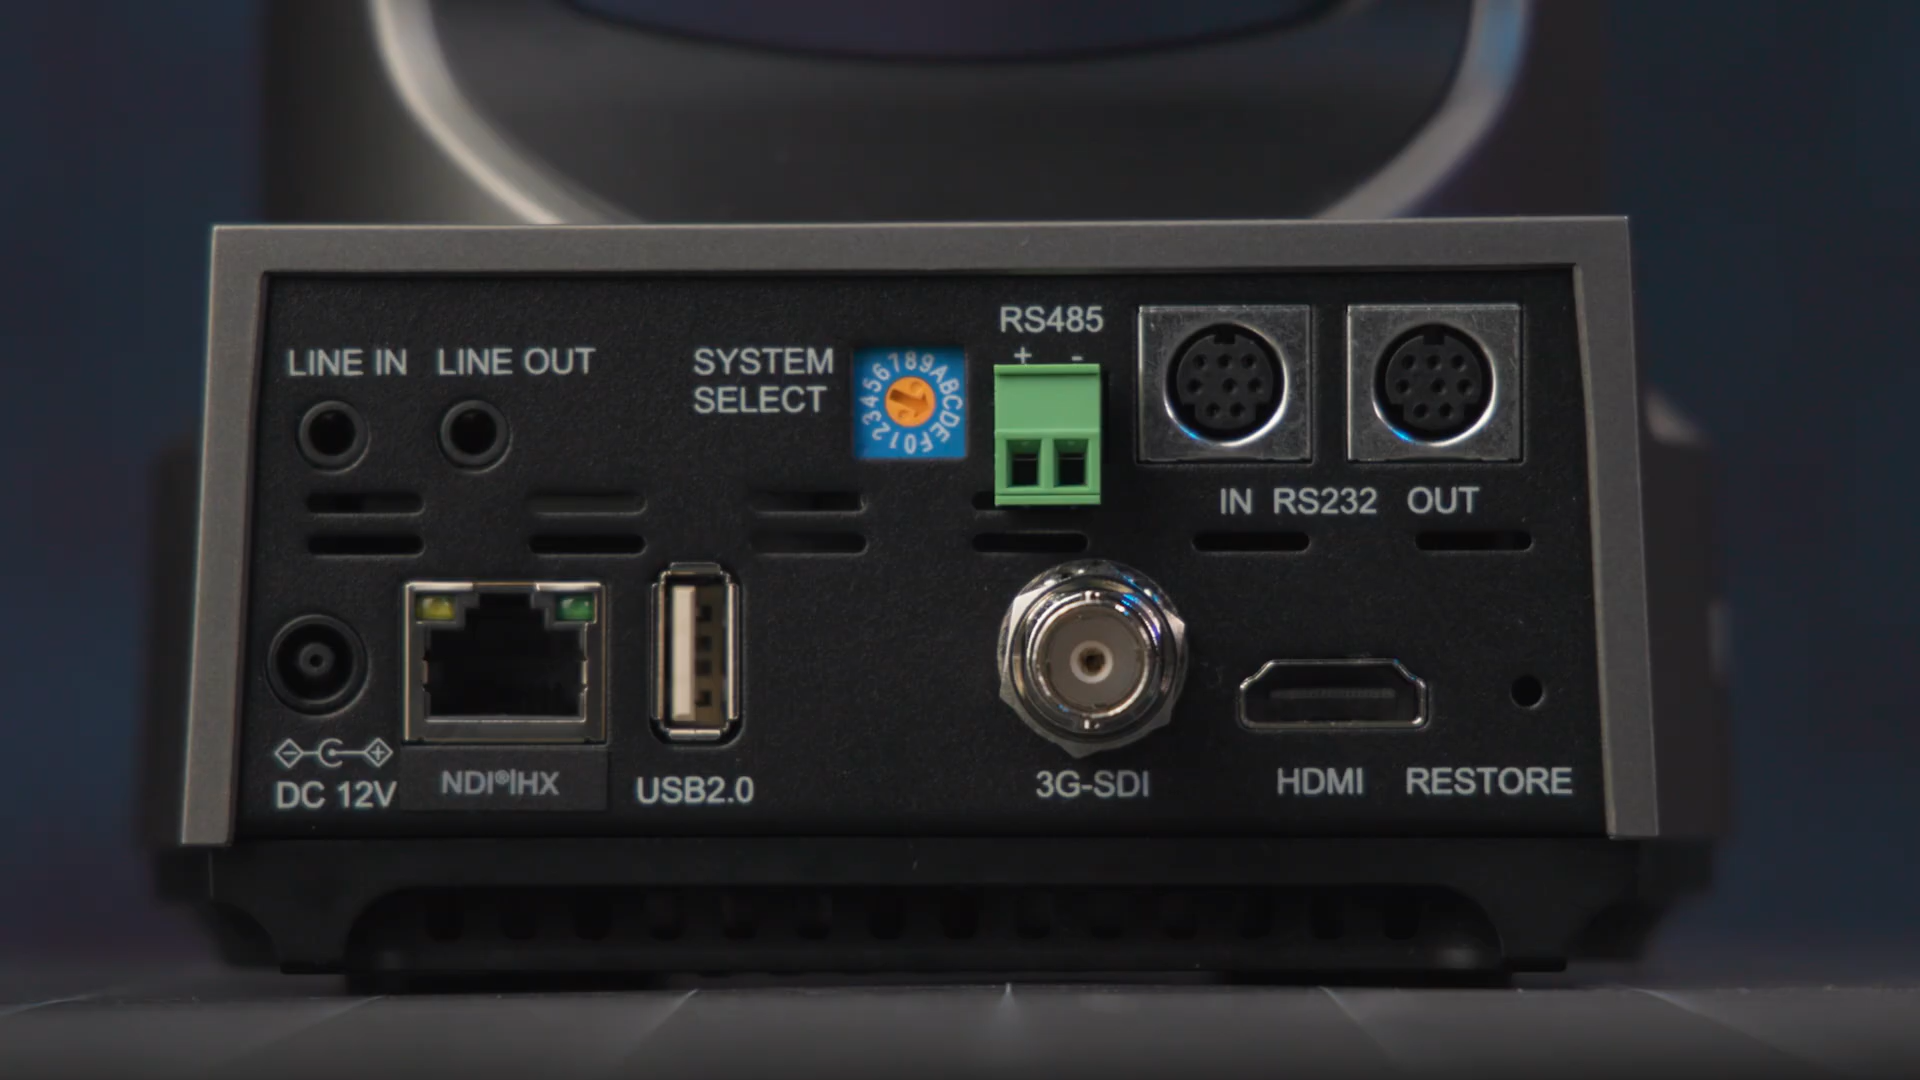 LINE IN
LINE OUT
SYSTEM
SELECT
0123456789ABCDEF
RS485
+ -
IN RS232 OUT
DC 12V
NDI®|HX
USB2.0
3G-SDI
HDMI
RESTORE